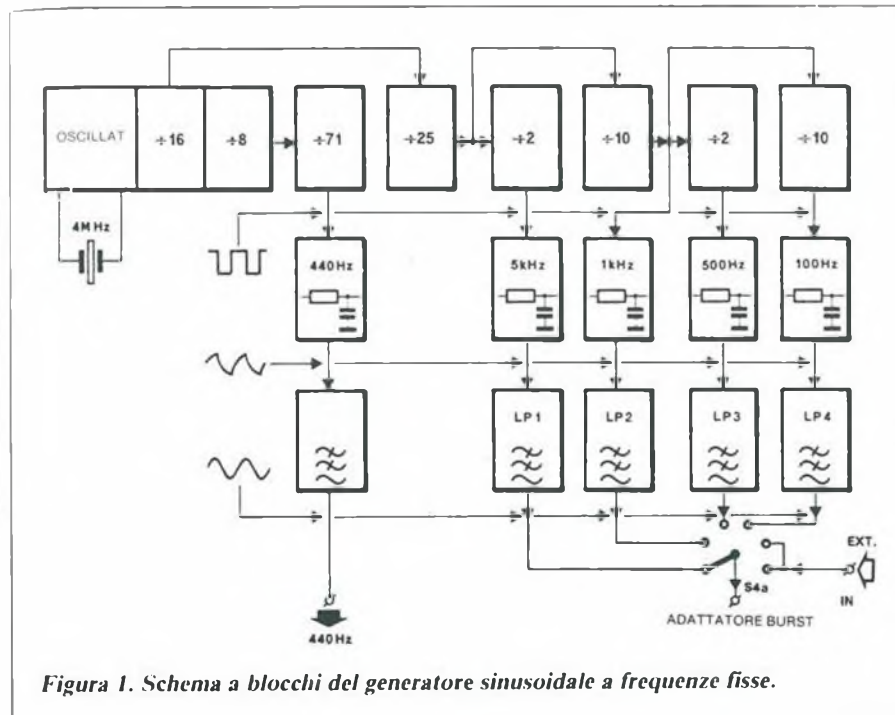 OSCILLAT ÷16 ÷8 ÷71 ÷25 ÷2 ÷10 ÷2 ÷10
4MHz
440Hz 5kHz 1kHz 500Hz 100Hz
LP1 LP2 LP3 LP4
EXT.
S4a
IN
ADATTATORE BURST
440Hz
Figura 1. Schema a blocchi del generatore sinusoidale a frequenze fisse.